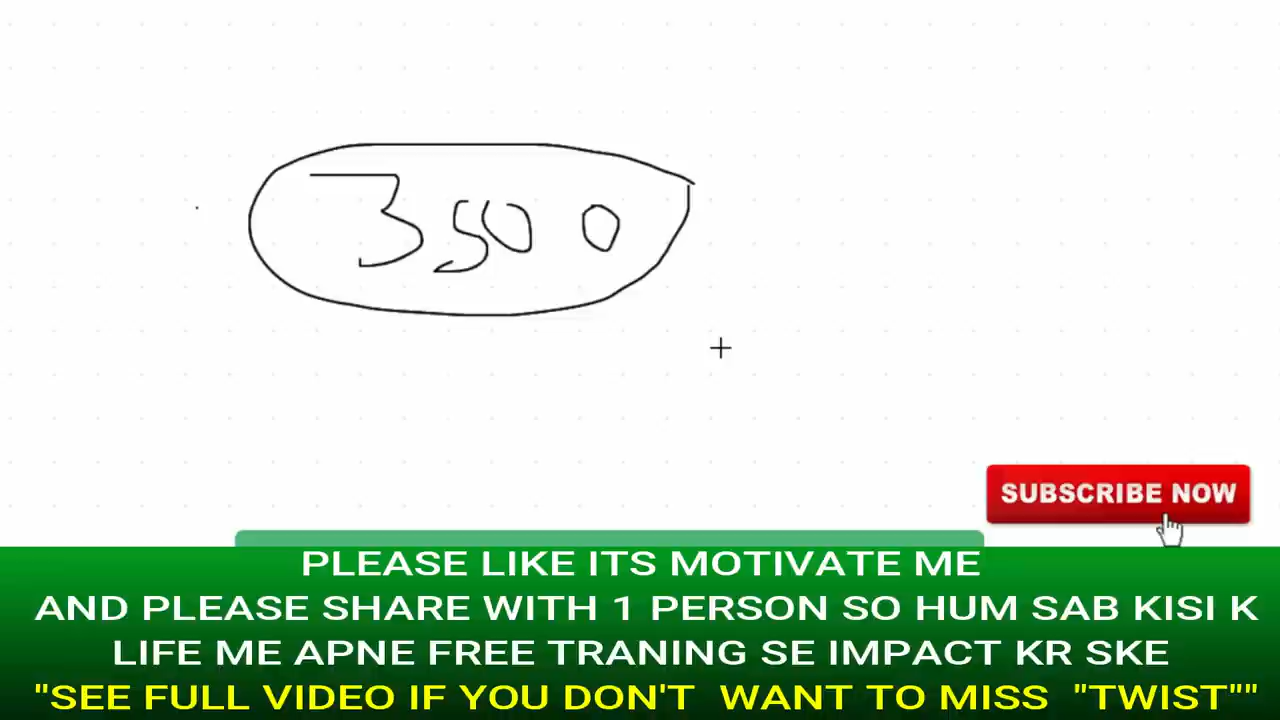 3500
SUBSCRIBE NOW
PLEASE LIKE ITS MOTIVATE ME
AND PLEASE SHARE WITH 1 PERSON SO HUM SAB KISI K
LIFE ME APNE FREE TRANING SE IMPACT KR SKE
"SEE FULL VIDEO IF YOU DON'T WANT TO MISS "TWIST""